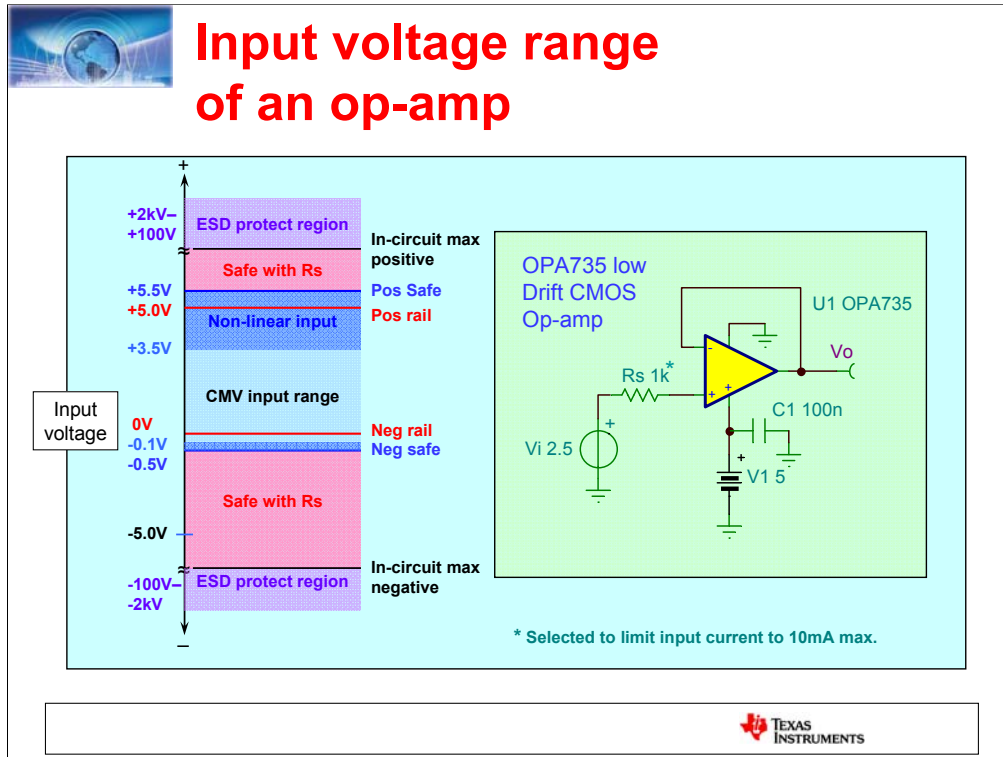 Input voltage range
of an op-amp
+
+2kV–
+100V
ESD protect region
In-circuit max
positive
≈
Safe with Rs
+5.5V
Pos Safe
+5.0V
Pos rail
Non-linear input
+3.5V
CMV input range
Input
voltage
0V
Neg rail
-0.1V
Neg safe
-0.5V
Safe with Rs
-5.0V
≈
In-circuit max
negative
-100V–
-2kV
ESD protect region
–
OPA735 low
Drift CMOS
Op-amp
U1 OPA735
-
+
+
Vo
Rs 1k*
C1 100n
+
Vi 2.5
+
V1 5
* Selected to limit input current to 10mA max.
TEXAS
INSTRUMENTS